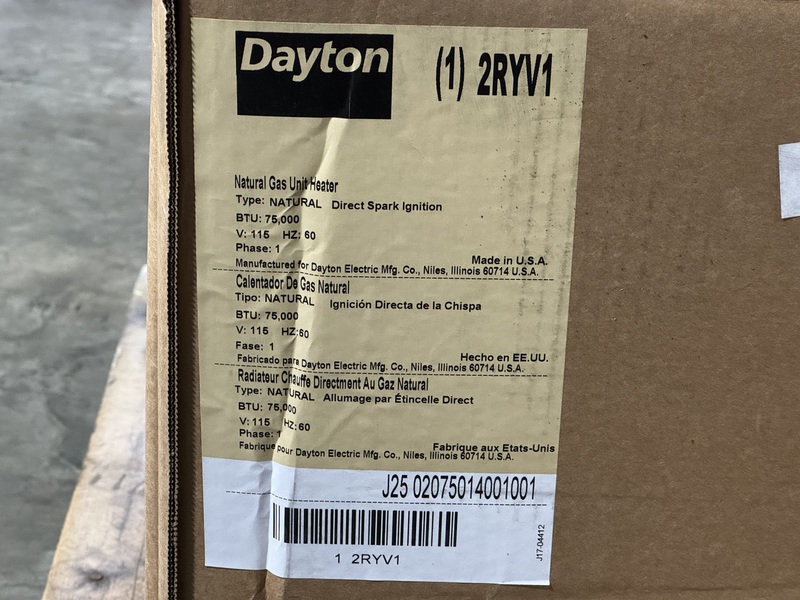 Dayton
(1) 2RYV1
Natural Gas Unit Heater
Type: NATURAL Direct Spark Ignition
BTU: 75,000
V: 115 HZ: 60
Phase: 1
Made in U.S.A.
Manufactured for Dayton Electric Mfg. Co., Niles, Illinois 60714 U.S.A.
Calentador De Gas Natural
Tipo: NATURAL Ignición Directa de la Chispa
BTU: 75,000
V: 115 HZ:60
Fase: 1
Hecho en EE.UU.
Fabricado para Dayton Electric Mfg. Co., Niles, Illinois 60714 U.S.A.
Radiateur Chauffe Directment Au Gaz Natural
Type: NATURAL Allumage par Étincelle Direct
BTU: 75,000
V: 115 HZ:60
Phase: 1
Fabrique aux Etats-Unis
Fabrique pour Dayton Electric Mfg. Co., Niles, Illinois 60714 U.S.A.
J25 02075014001001
1 2RYV1
J17-04412